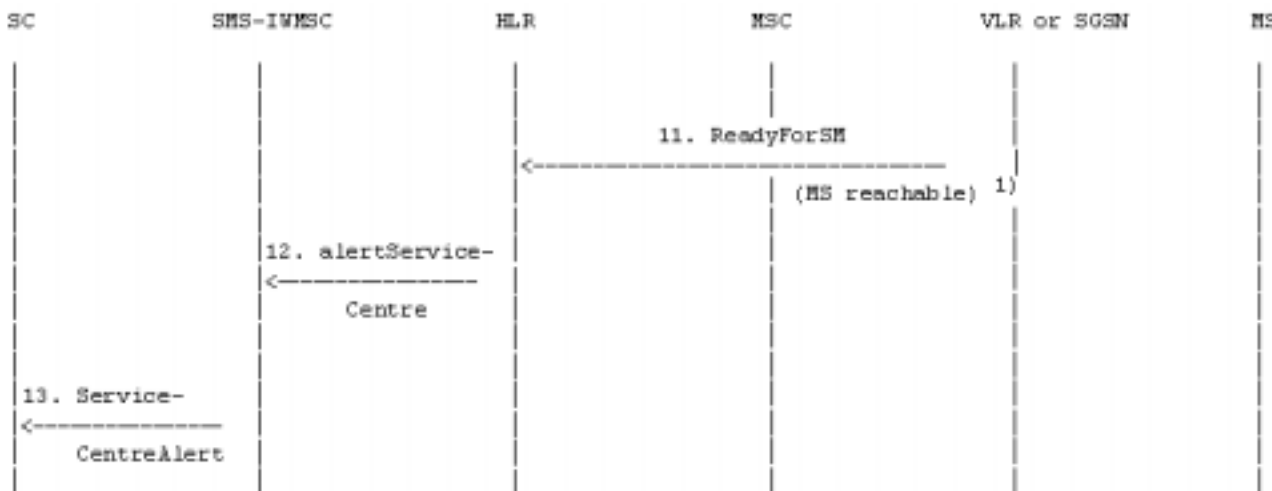 SC SMS-IWMSC HLR MSC VLR or SGSN MS
11. ReadyForSM
(MS reachable) 1)
12. alertService-
Centre
13. Service-
CentreAlert